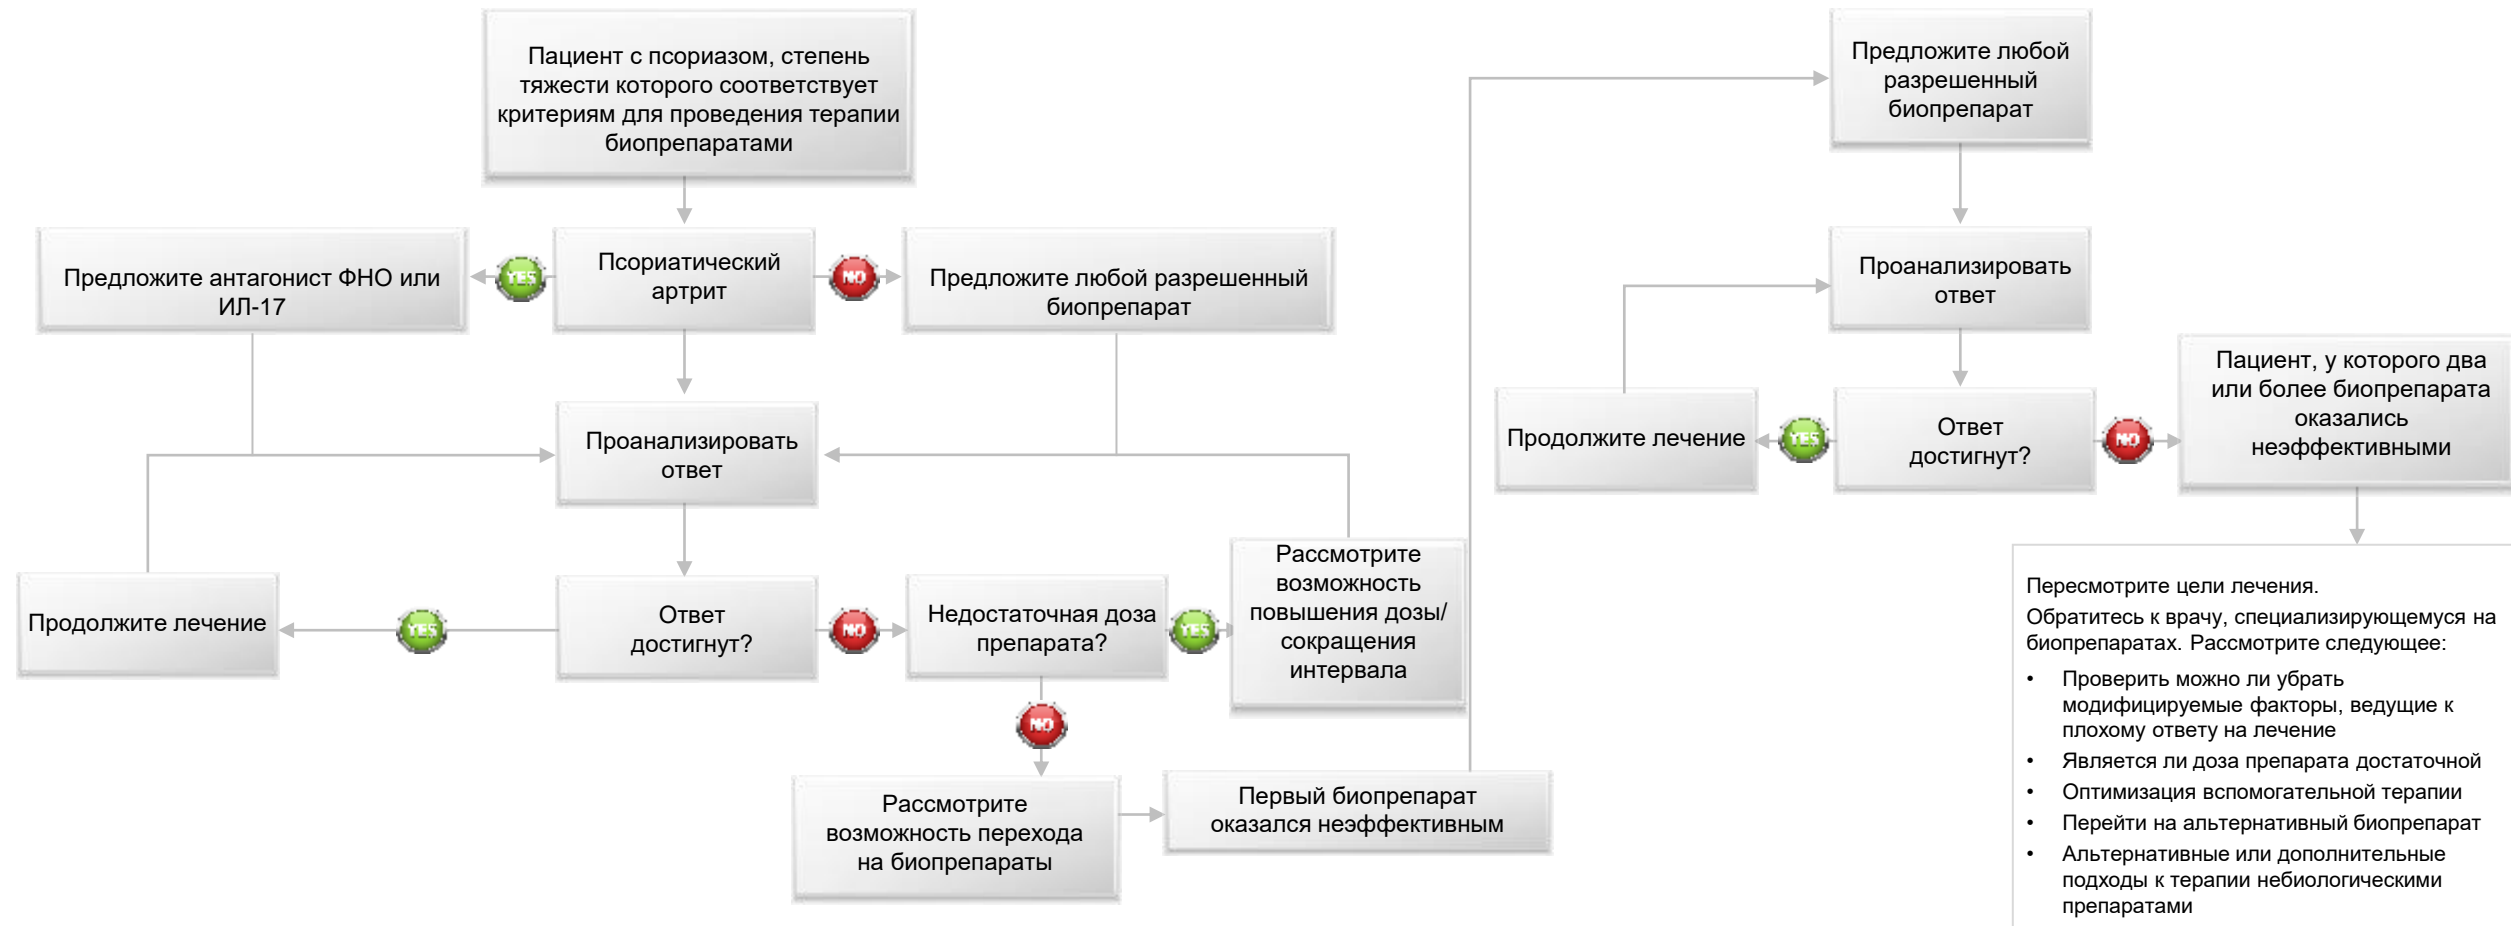 Пациент с псориазом, степень
тяжести которого соответствует
критериям для проведения терапии
биопрепаратами
Предложите антагонист ФНО или
ИЛ-17
YES
Псориатический
артрит
NO
Предложите любой разрешенный
биопрепарат
Проанализировать
ответ
Продолжите лечение
YES
Ответ
достигнут?
NO
Недостаточная доза
препарата?
YES
Рассмотрите
возможность
повышения дозы/
сокращения
интервала
NO
Рассмотрите
возможность перехода
на биопрепараты
Первый биопрепарат
оказался неэффективным
Предложите любой
разрешенный
биопрепарат
Проанализировать
ответ
Продолжите лечение
YES
Ответ
достигнут?
NO
Пациент, у которого два
или более биопрепарата
оказались
неэффективными
Пересмотрите цели лечения.
Обратитесь к врачу, специализирующемуся на
биопрепаратах. Рассмотрите следующее:
• Проверить можно ли убрать
модифицируемые факторы, ведущие к
плохому ответу на лечение
• Является ли доза препарата достаточной
• Оптимизация вспомогательной терапии
• Перейти на альтернативный биопрепарат
• Альтернативные или дополнительные
подходы к терапии небиологическими
препаратами